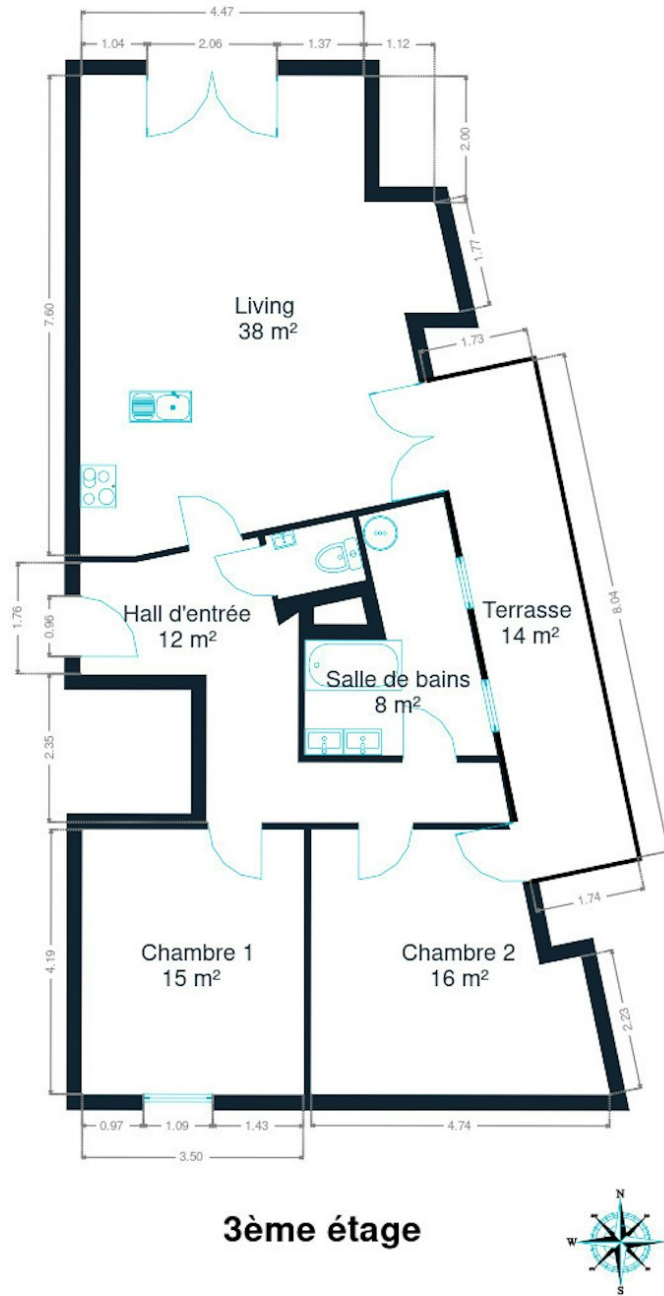 4.47
1.04
2.06
1.37
1.12
2.00
1.77
7.60
Living
38 m²
1.73
8.04
1.76
0.96
Hall d'entrée
12 m²
Terrasse
14 m²
Salle de bains
8 m²
2.35
4.19
Chambre 1
15 m²
Chambre 2
16 m²
1.74
2.23
0.97
1.09
1.43
4.74
3.50
3ème étage
N
W
S